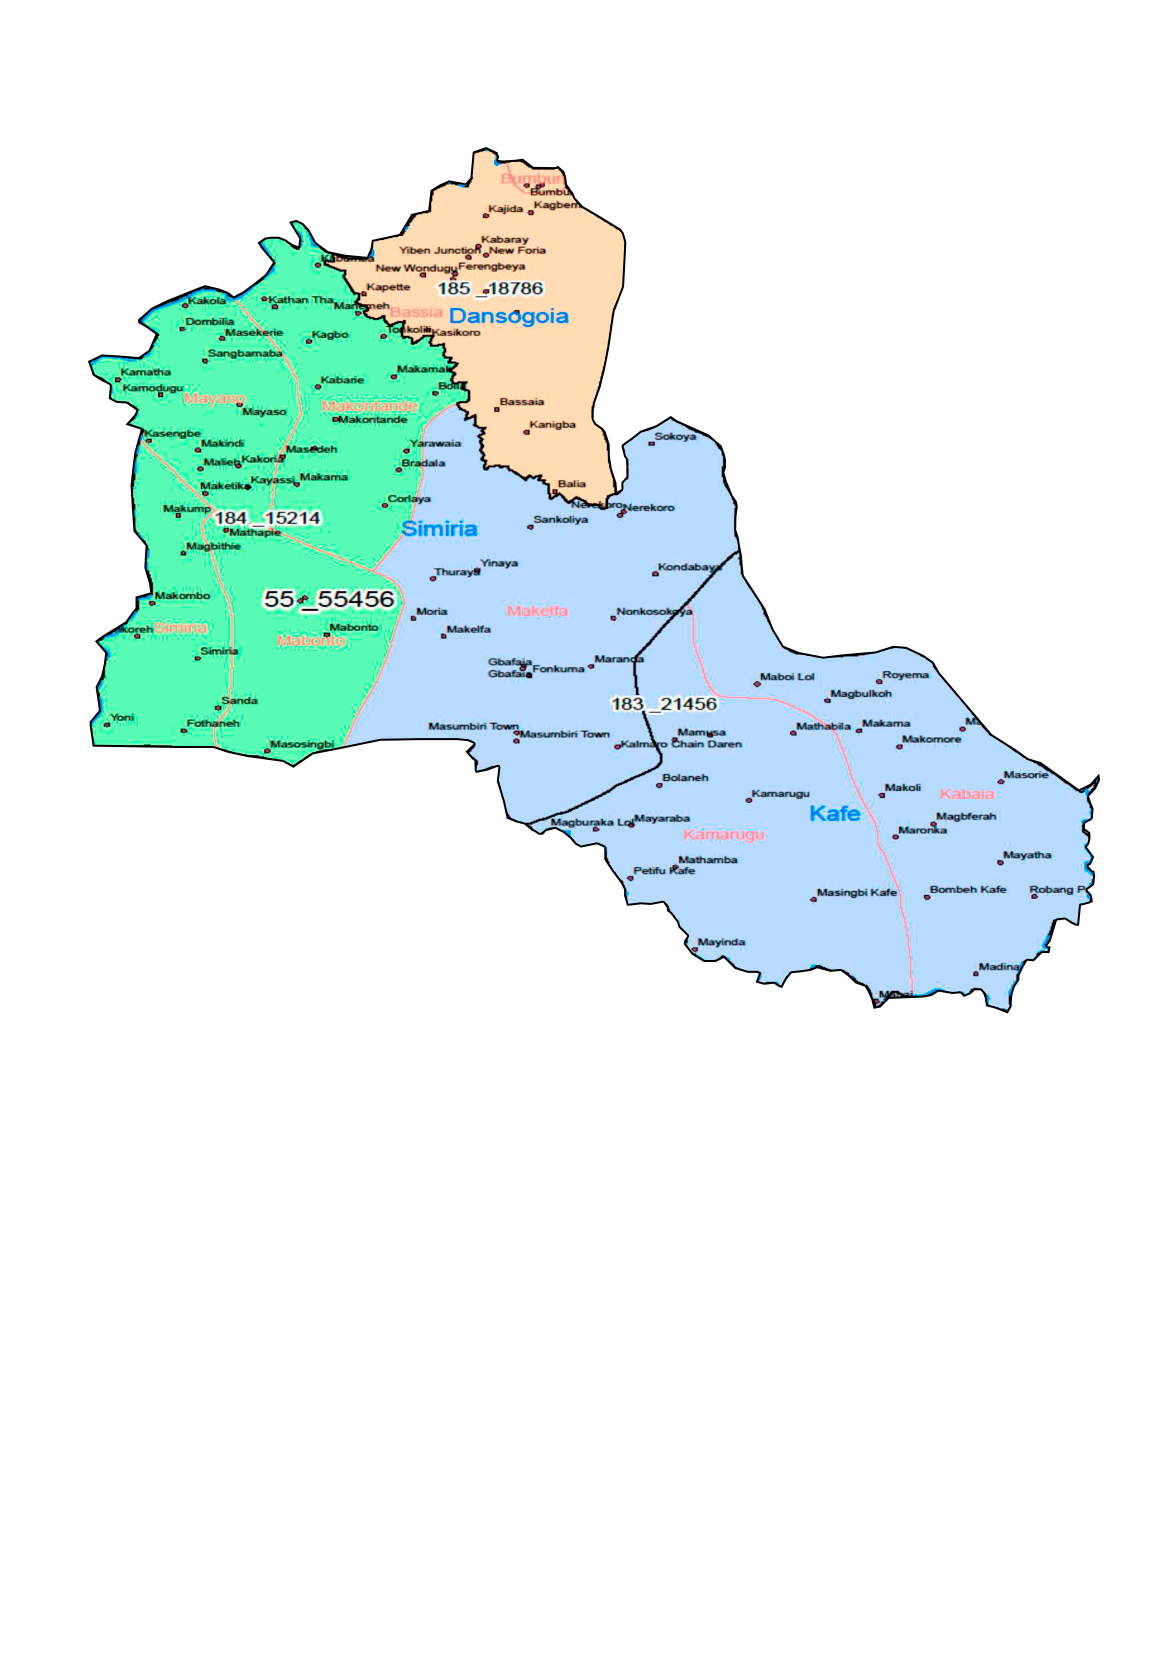 Bumbun
Bumbu
Kajida
Kagbem
Kabaray
Yiben Junction
New Foria
New Wondugu
Ferengbeya
Kapette
185 _18786
Kakola
Kathan Tha
Mamemeh
Bassia
Dansogoia
Dombilia
Masekerie
Kagbo
Tonkolili
Kasikoro
Sangbamaba
Kamatha
Makamak
Kamodugu
Kabarie
Bolla
Mayaso
Makontande
Mayaso
Makontande
Bassaia
Kanigba
Kasengbe
Makindi
Masedeh
Yarawaia
Sokoya
Malieb
Kakoria
Bradala
Maketika
Kayassi
Makama
Balia
Corlaya
Nerekoro
Nerekoro
Makump
184 _15214
Sankoliya
Mathapie
Simiria
Magbithie
Yinaya
Thuraya
Kondabaya
Makombo
55 _55456
Moria
Makelfa
Nonkosokoya
koreh
Simiria
Mabonto
Mabonto
Makelfa
Simiria
Gbafaia
Fonkuma
Maranda
Gbafaia
Maboi Lol
Royema
Magbulkoh
Sanda
183 _21456
Yoni
Fothaneh
Masumbiri Town
Masumbiri Town
Mamusa
Mathabila
Makama
Ma
Masosingbi
Kalmaro Chain Daren
Makomore
Bolaneh
Masorie
Kamarugu
Makoli
Kabaia
Magburaka Lol
Mayaraba
Kafe
Magbferah
Kamarugu
Maronka
Mathamba
Mayatha
Petifu Kafe
Masingbi Kafe
Bombeh Kafe
Robang P
Mayinda
Madina